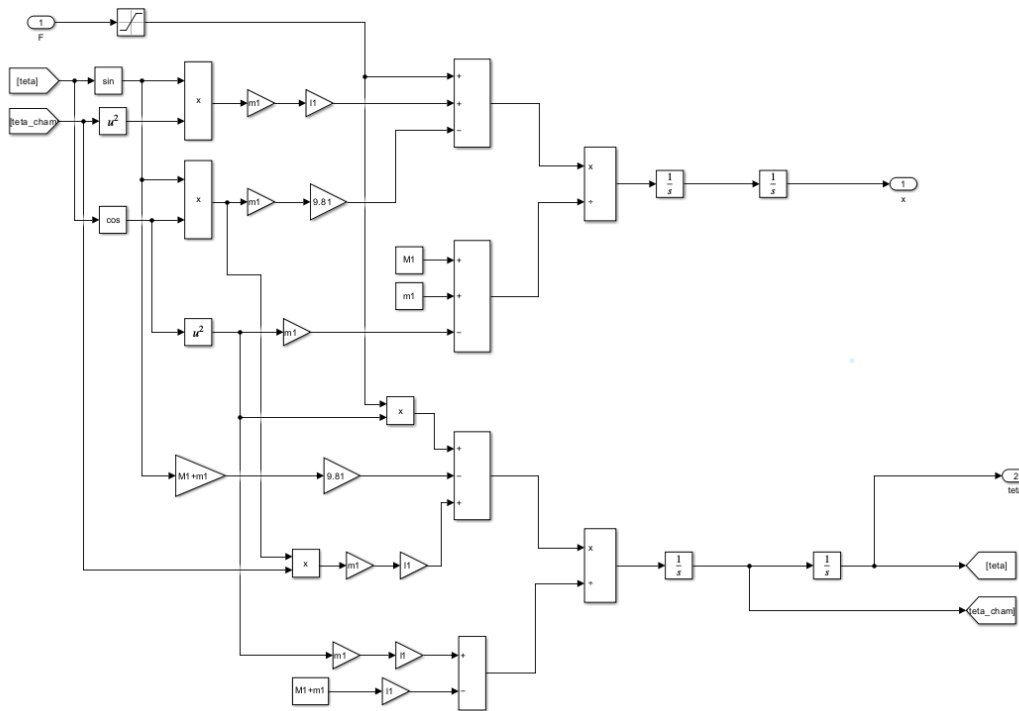 1
F
[teta]
sin
x
m1
l1
+
+
−
[teta_cham
u²
x
÷
1
s
1
s
1
x
x
m1
9.81
cos
M1
+
m1
+
−
u²
m1
x
+
−
+
M1+m1
9.81
2
tet
x
÷
1
s
1
s
[teta]
x
m1
l1
teta_cham]
m1
l1
+
−
M1+m1
l1